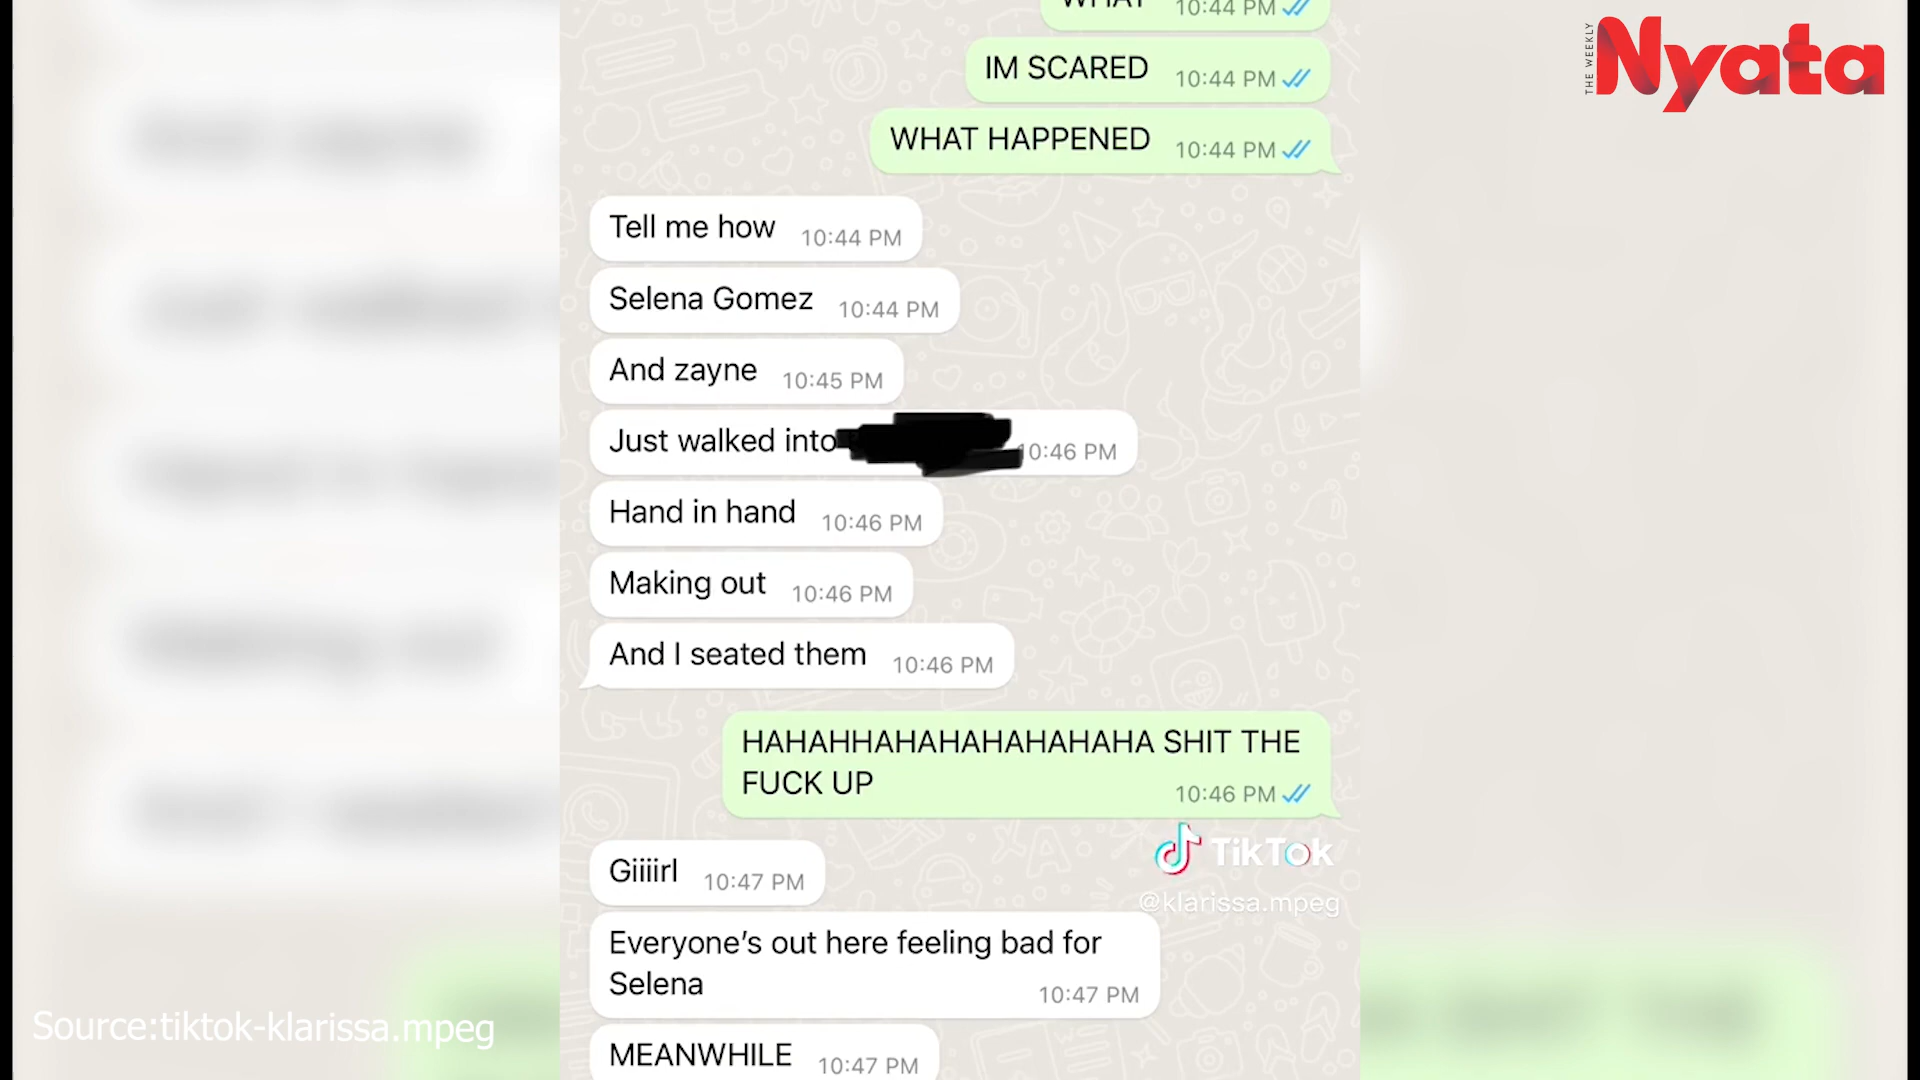 WHAT 10:44 PM
IM SCARED 10:44 PM
WHAT HAPPENED 10:44 PM
Tell me how 10:44 PM
Selena Gomez 10:44 PM
And zayne 10:45 PM
Just walked into 0:46 PM
Hand in hand 10:46 PM
Making out 10:46 PM
And I seated them 10:46 PM
HAHAHHAHAHAHAHAHAHA SHIT THE
FUCK UP 10:46 PM
TikTok
@klarissa.mpeg
Giiiirl 10:47 PM
Everyone's out here feeling bad for
Selena 10:47 PM
MEANWHILE 10:47 PM
THE WEEKLY
Nyata
Source:tiktok-klarissa.mpeg